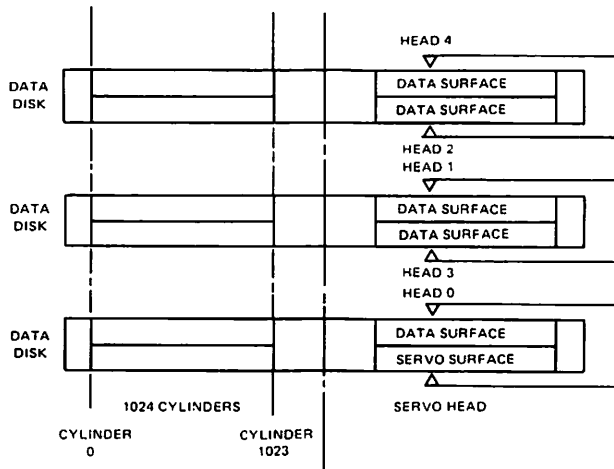 HEAD 4
DATA
DISK
DATA SURFACE
DATA SURFACE
HEAD 2
HEAD 1
DATA
DISK
DATA SURFACE
DATA SURFACE
HEAD 3
HEAD 0
DATA
DISK
DATA SURFACE
SERVO SURFACE
1024 CYLINDERS
SERVO HEAD
CYLINDER
0
CYLINDER
1023